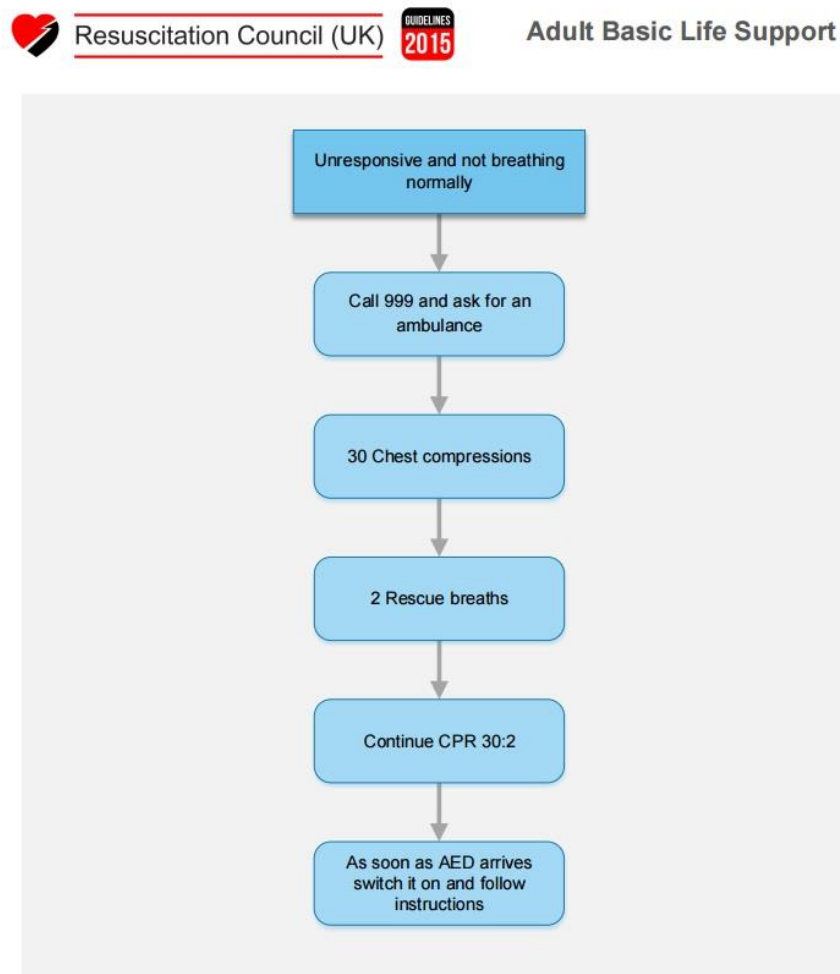 Resuscitation Council (UK)
GUIDELINES
2015
Adult Basic Life Support
Unresponsive and not breathing
normally
Call 999 and ask for an
ambulance
30 Chest compressions
2 Rescue breaths
Continue CPR 30:2
As soon as AED arrives
switch it on and follow
instructions